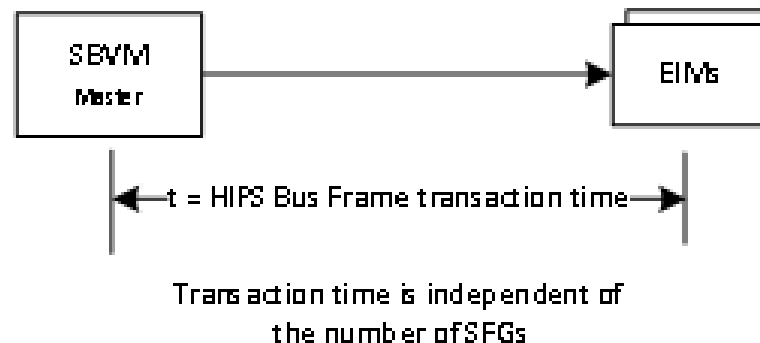 SBVM
Master
EIMs
t = HIPS Bus Frame transaction time
Transaction time is independent of
the number of SFGs